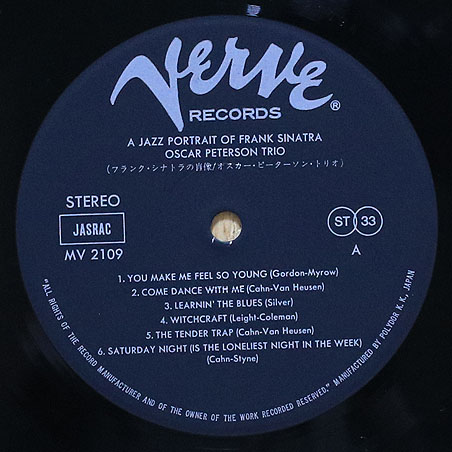 Verve
RECORDS ®
A JAZZ PORTRAIT OF FRANK SINATRA
OSCAR PETERSON TRIO
(フランク・シナトラの肖像/オスカー・ピーターソン・トリオ)
STEREO
JASRAC
MV 2109
ST 33
A
1. YOU MAKE ME FEEL SO YOUNG (Gordon-Myrow)
2. COME DANCE WITH ME (Cahn-Van Heusen)
3. LEARNIN' THE BLUES (Silver)
4. WITCHCRAFT (Leight-Coleman)
5. THE TENDER TRAP (Cahn-Van Heusen)
6. SATURDAY NIGHT (IS THE LONELIEST NIGHT IN THE WEEK)
(Cahn-Styne)
"ALL RIGHTS OF THE RECORD MANUFACTURER AND OF THE OWNER OF THE WORK RECORDED RESERVED." MANUFACTURED BY POLYDOR K.K. JAPAN